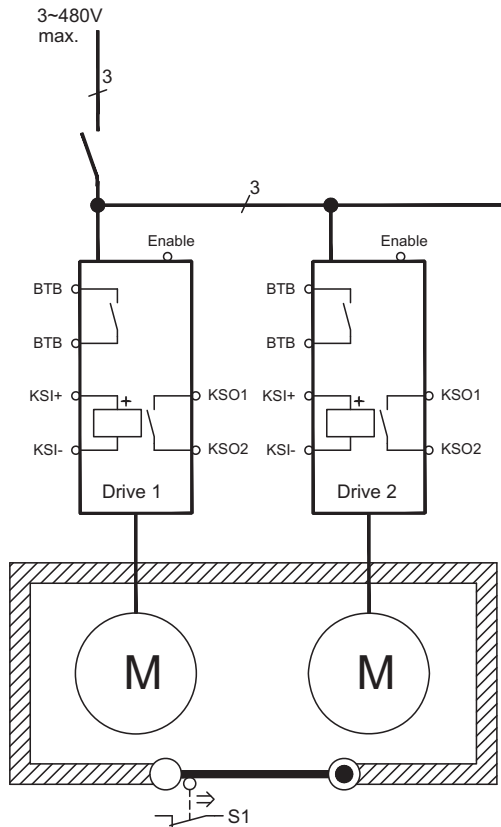 3~480V
max.
3
3
Enable
Enable
BTB
BTB
BTB
BTB
KSI+
+
KSO1
KSI+
+
KSO1
KSI-
KSO2
KSI-
KSO2
Drive 1
Drive 2
M
M
S1